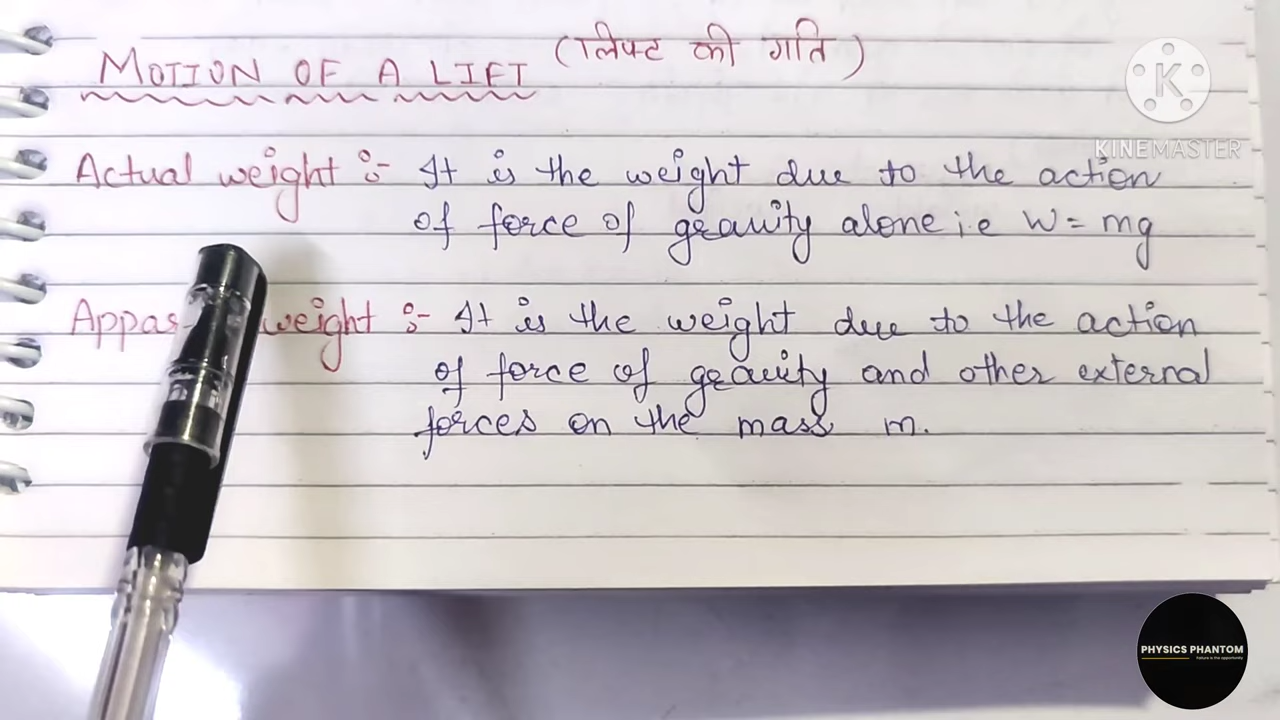 MOTION OF A LIFT (लिफ्ट की गति)
K
KINEMASTER
Actual weight :- It is the weight due to the action
of force of gravity alone i.e W = mg
weight :- It is the weight due to the action
of force of gravity and other external
forces on the mass m.
PHYSICS PHANTOM